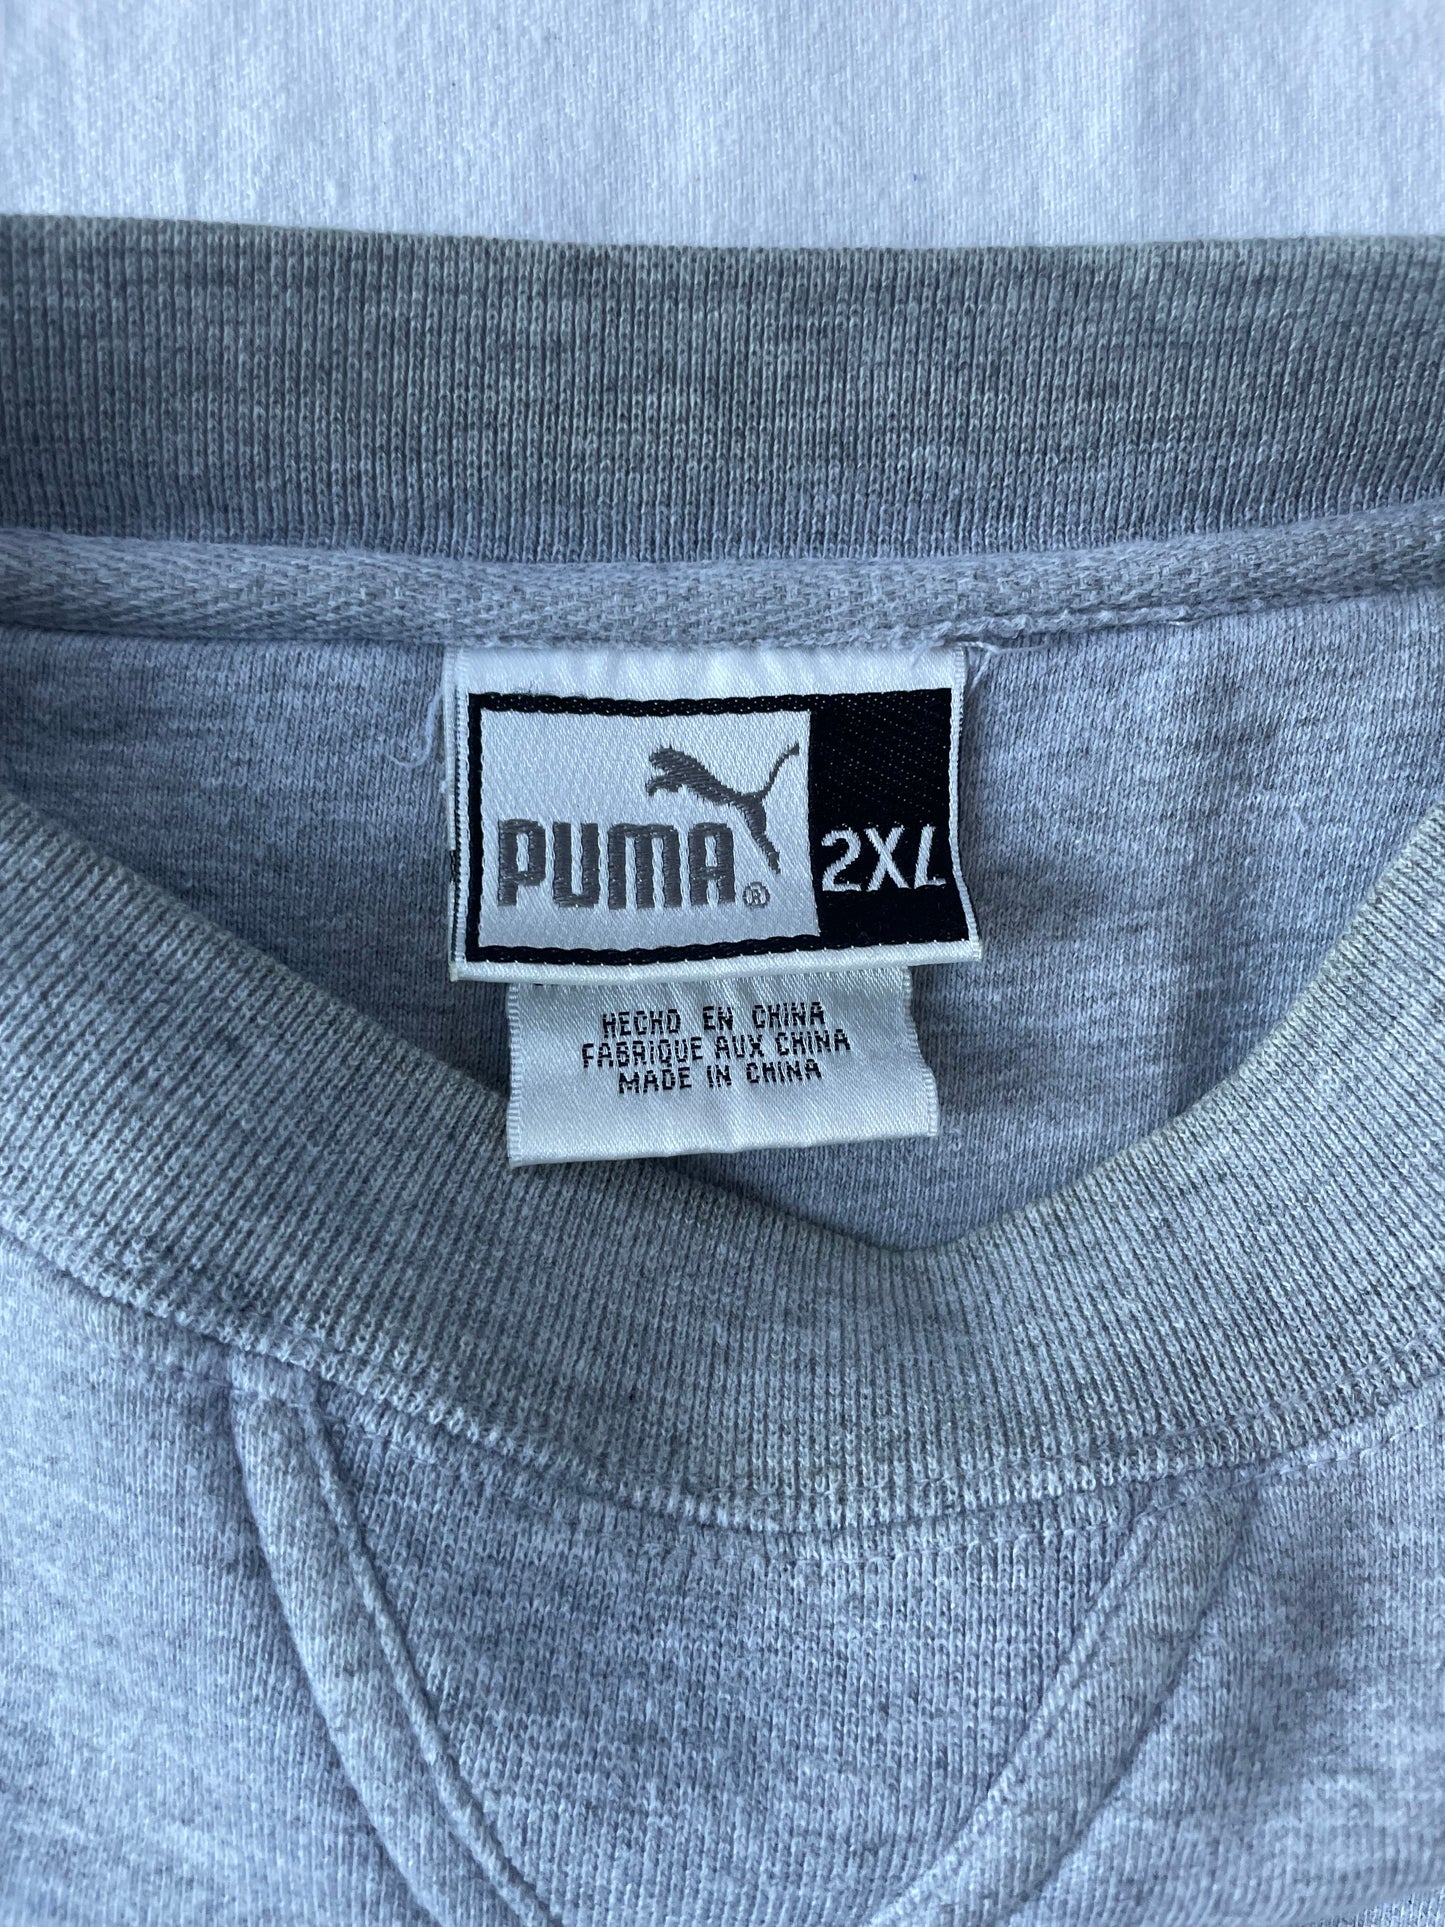 PUMA® 2XL
HECHO EN CHINA
FABRIQUE AUX CHINA
MADE IN CHINA